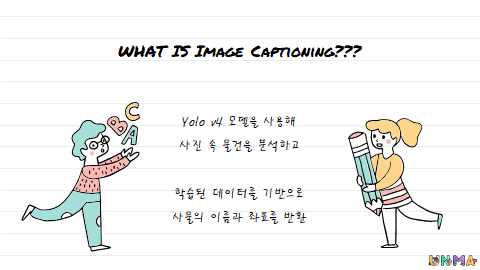 WHAT IS Image Captioning???
C
B
A
Yolo v4 모델을 사용해
사진 속 물건을 분석하고
학습된 데이터를 기반으로
사물의 이름과 좌표를 반환
UNMA